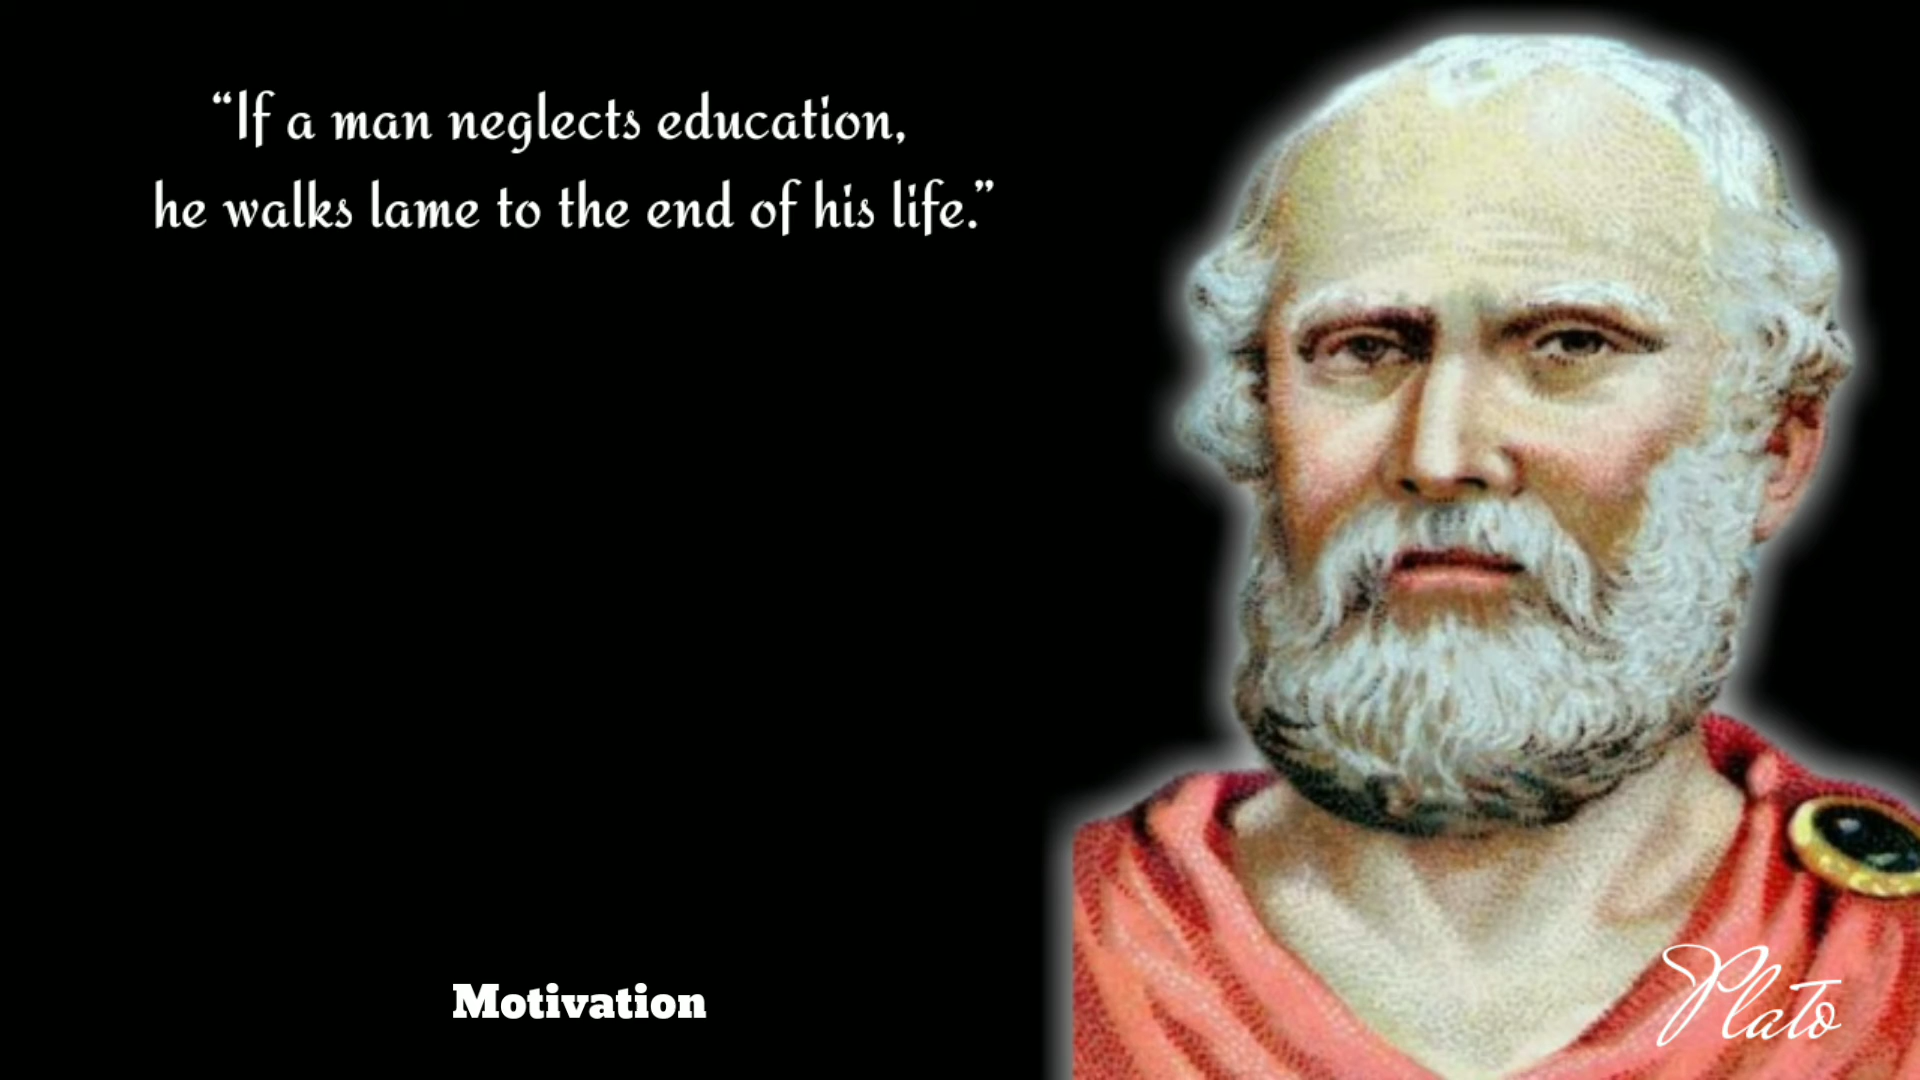 “If a man neglects education,
he walks lame to the end of his life.”
Motivation
Plato